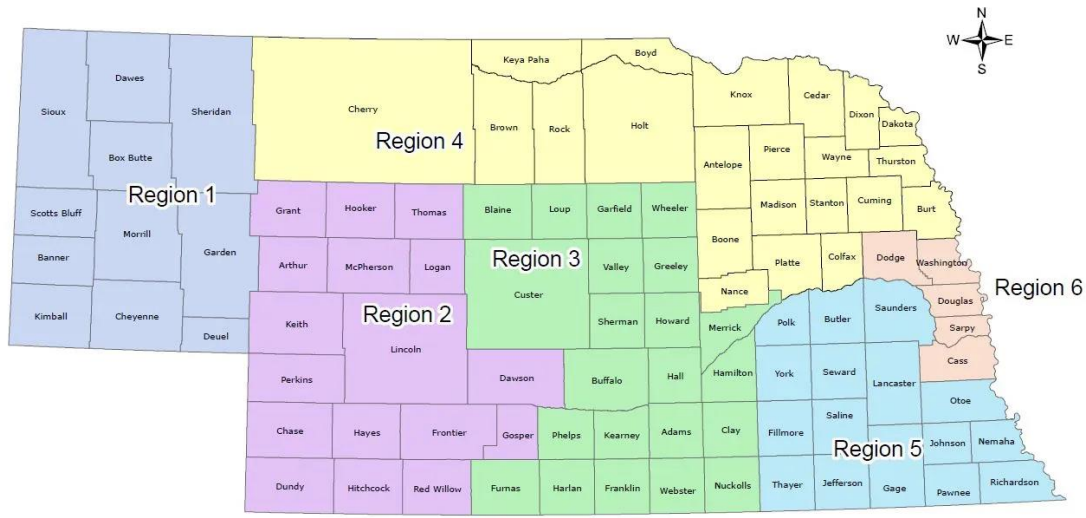 N
W E
S
Keya Paha
Boyd
Dawes
Sioux
Sheridan
Cherry
Knox
Cedar
Dixon
Dakota
Region 4
Brown
Rock
Holt
Box Butte
Antelope
Pierce
Wayne
Thurston
Region 1
Scotts Bluff
Morrill
Garden
Grant
Hooker
Thomas
Blaine
Loup
Garfield
Wheeler
Madison
Stanton
Cuming
Burt
Banner
Arthur
McPherson
Logan
Region 3
Custer
Valley
Greeley
Boone
Platte
Colfax
Dodge
Washington
Kimball
Cheyenne
Deuel
Keith
Region 2
Lincoln
Sherman
Howard
Nance
Merrick
Polk
Butler
Saunders
Douglas
Region 6
Sarpy
Perkins
Dawson
Buffalo
Hall
Hamilton
York
Seward
Lancaster
Cass
Otoe
Chase
Hayes
Frontier
Gosper
Phelps
Kearney
Adams
Clay
Fillmore
Saline
Region 5
Johnson
Nemaha
Dundy
Hitchcock
Red Willow
Furnas
Harlan
Franklin
Webster
Nuckolls
Thayer
Jefferson
Gage
Pawnee
Richardson